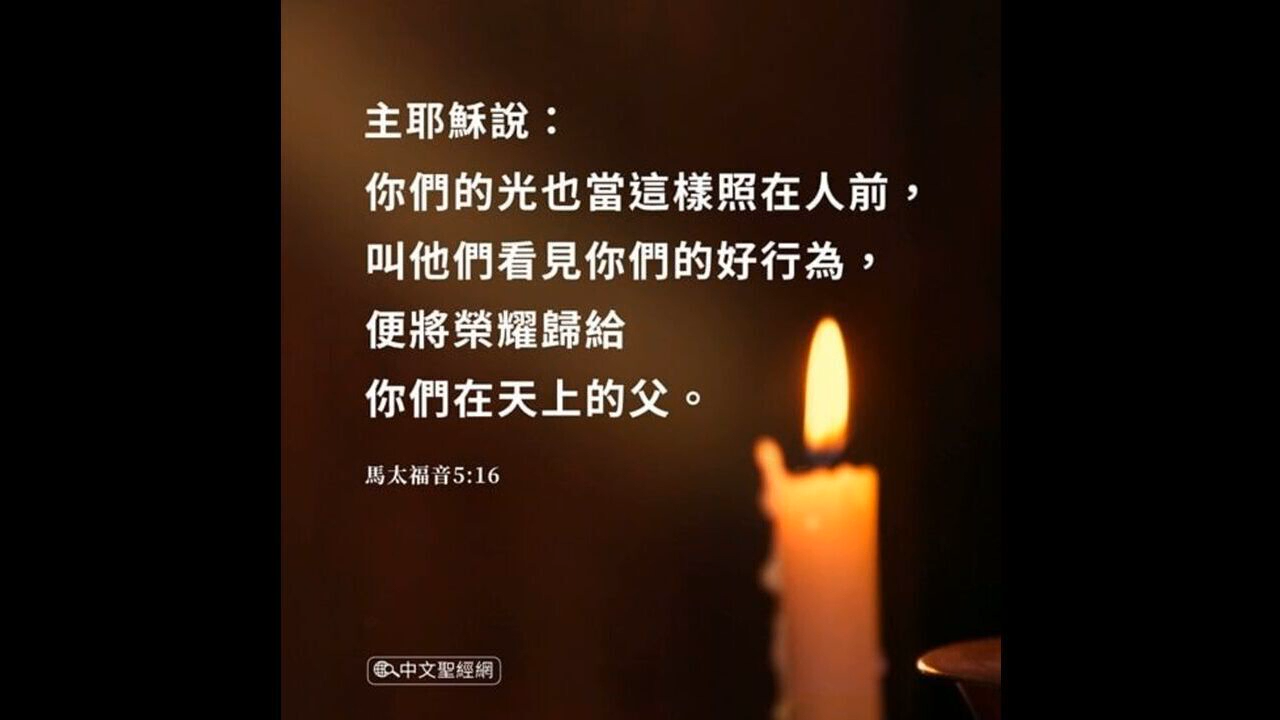 主耶穌說：
你們的光也當這樣照在人前，
叫他們看見你們的好行為，
便將榮耀歸給
你們在天上的父。
馬太福音5:16
中文聖經網